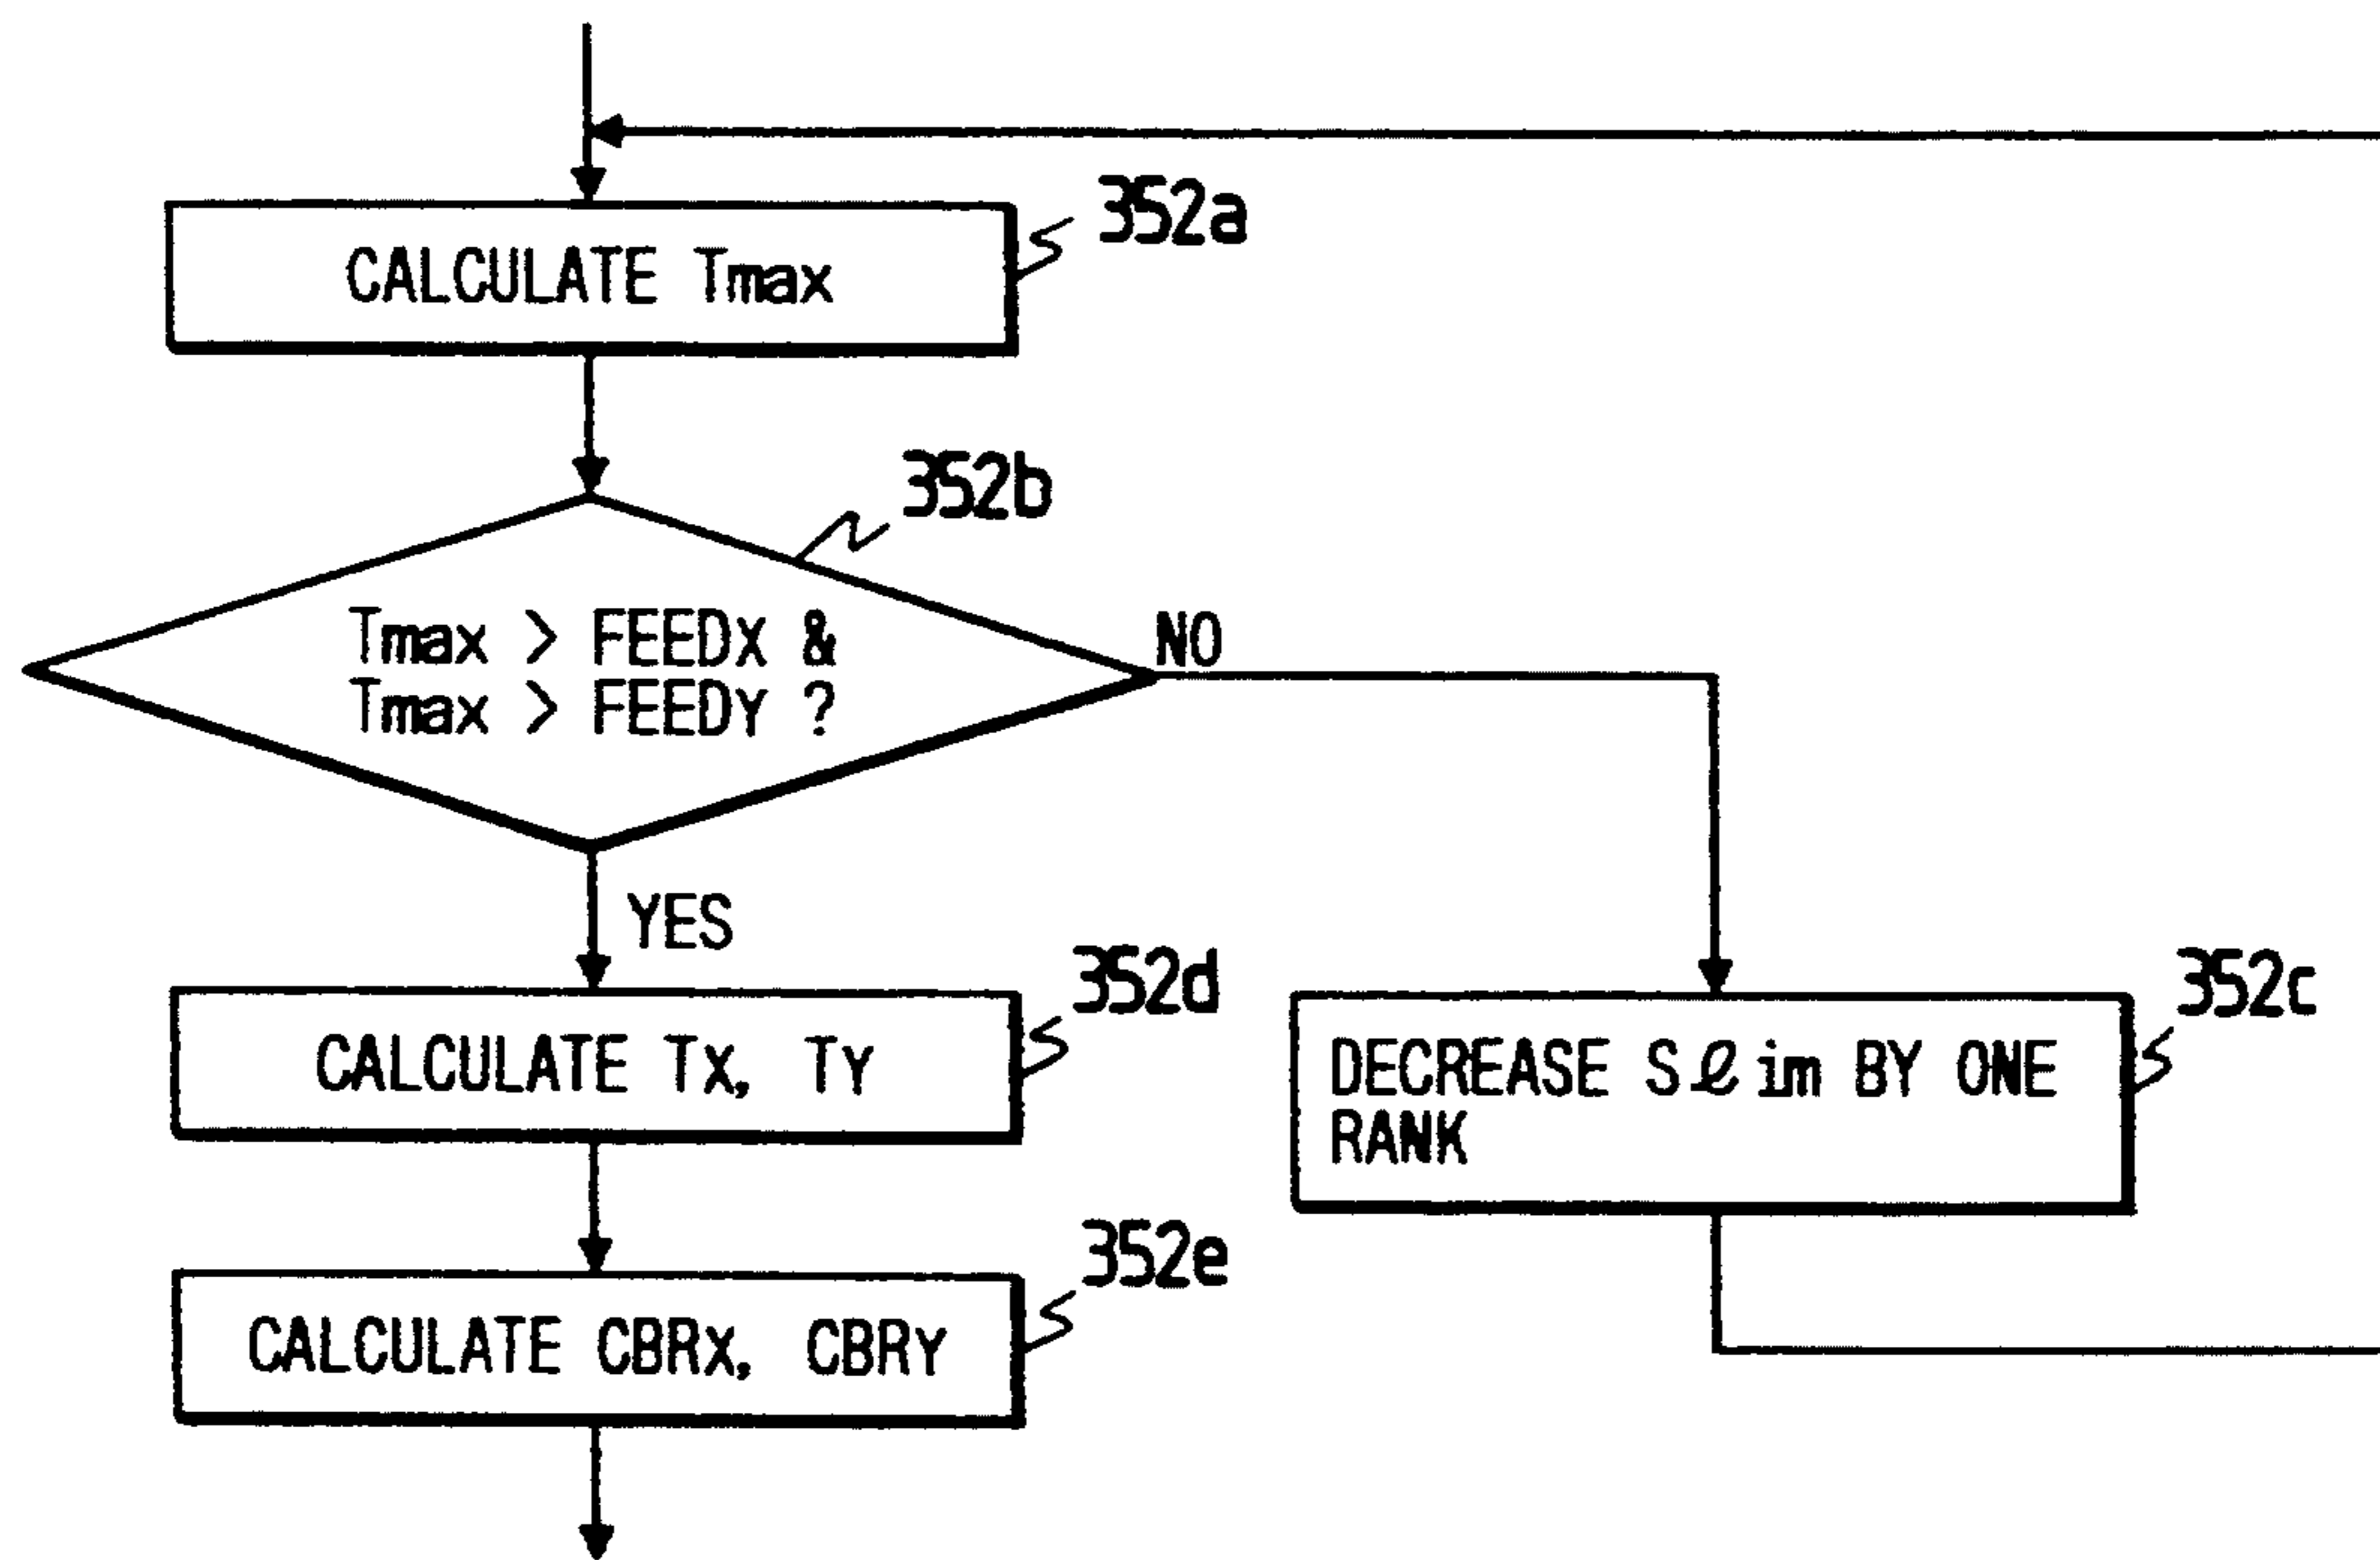 352a
CALCULATE Tmax
352b
Tmax > FEEDX &
Tmax > FEEDY ?
NO
YES
352d
CALCULATE TX, TY
352c
DECREASE Sℓim BY ONE
RANK
352e
CALCULATE CBRX, CBRY